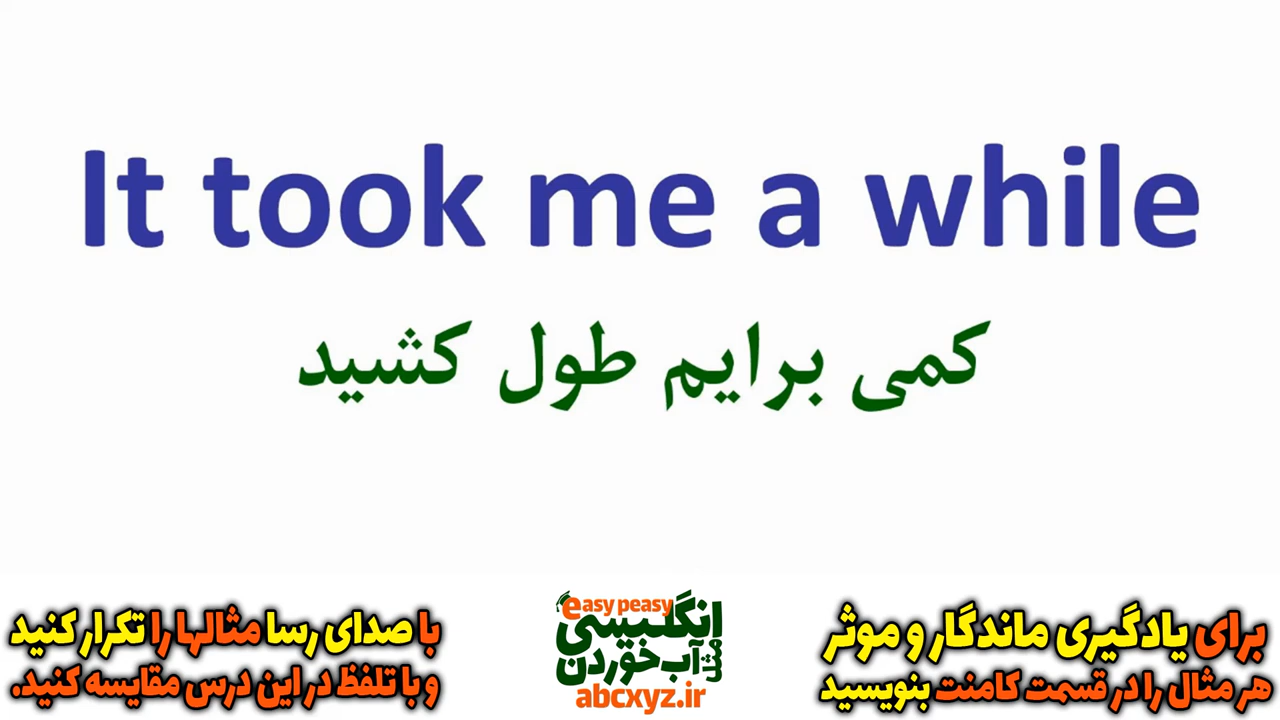 It took me a while
کمی برایم طول کشید
برای یادگیری ماندگار و موثر
هر مثال را در قسمت کامنت بنویسید
easy peasy
انگلیسی
مثل آب خوردن
abcxyz.ir
با صدای رسا مثالها را تکرار کنید
و با تلفظ در این درس مقایسه کنید.